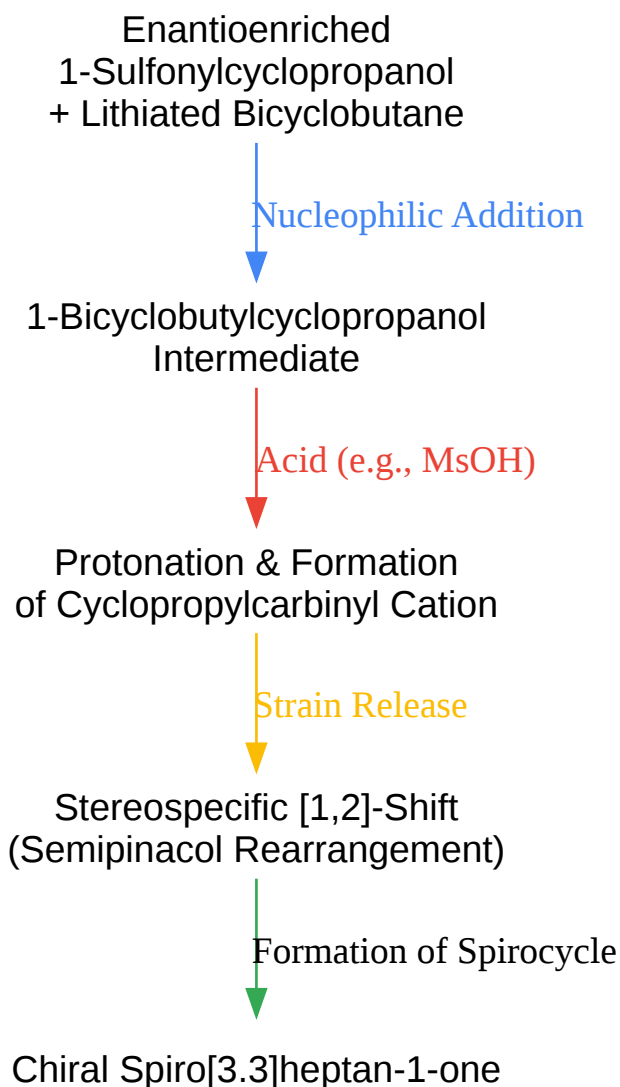 Enantioenriched
1-Sulfonylcyclopropanol
+ Lithiated Bicyclobutane
Nucleophilic Addition
1-Bicyclobutylcyclopropanol
Intermediate
Acid (e.g., MsOH)
Protonation & Formation
of Cyclopropylcarbinyl Cation
Strain Release
Stereospecific [1,2]-Shift
(Semipinacol Rearrangement)
Formation of Spirocycle
Chiral Spiro[3.3]heptan-1-one